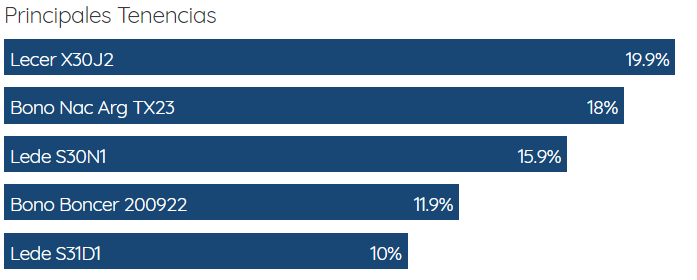 Principales Tenencias
Lecer X30J2 19.9%
Bono Nac Arg TX23 18%
Lede S30N1 15.9%
Bono Boncer 200922 11.9%
Lede S31D1 10%